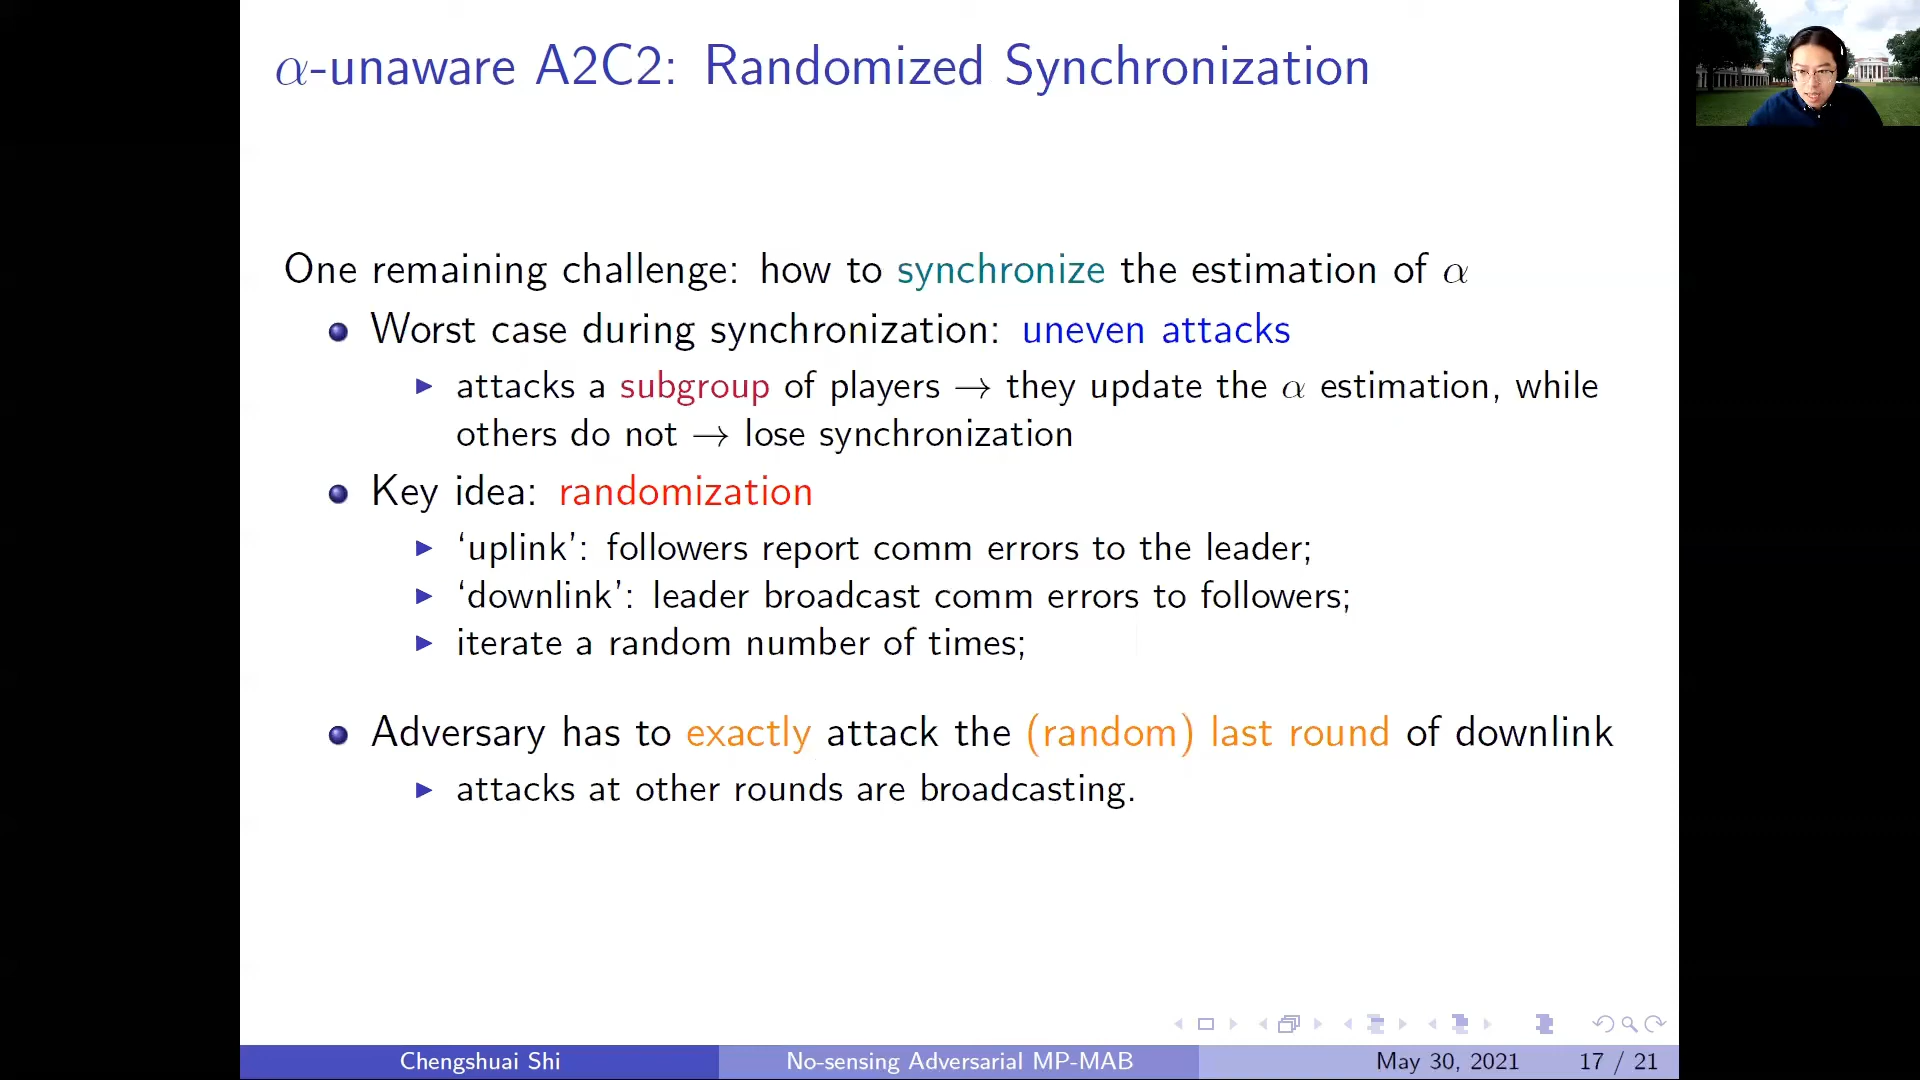 α-unaware A2C2: Randomized Synchronization
One remaining challenge: how to synchronize the estimation of α
Worst case during synchronization: uneven attacks
attacks a subgroup of players → they update the α estimation, while
others do not → lose synchronization
Key idea: randomization
‘uplink’: followers report comm errors to the leader;
‘downlink’: leader broadcast comm errors to followers;
iterate a random number of times;
Adversary has to exactly attack the (random) last round of downlink
attacks at other rounds are broadcasting.
Chengshuai Shi No-sensing Adversarial MP-MAB May 30, 2021 17 / 21